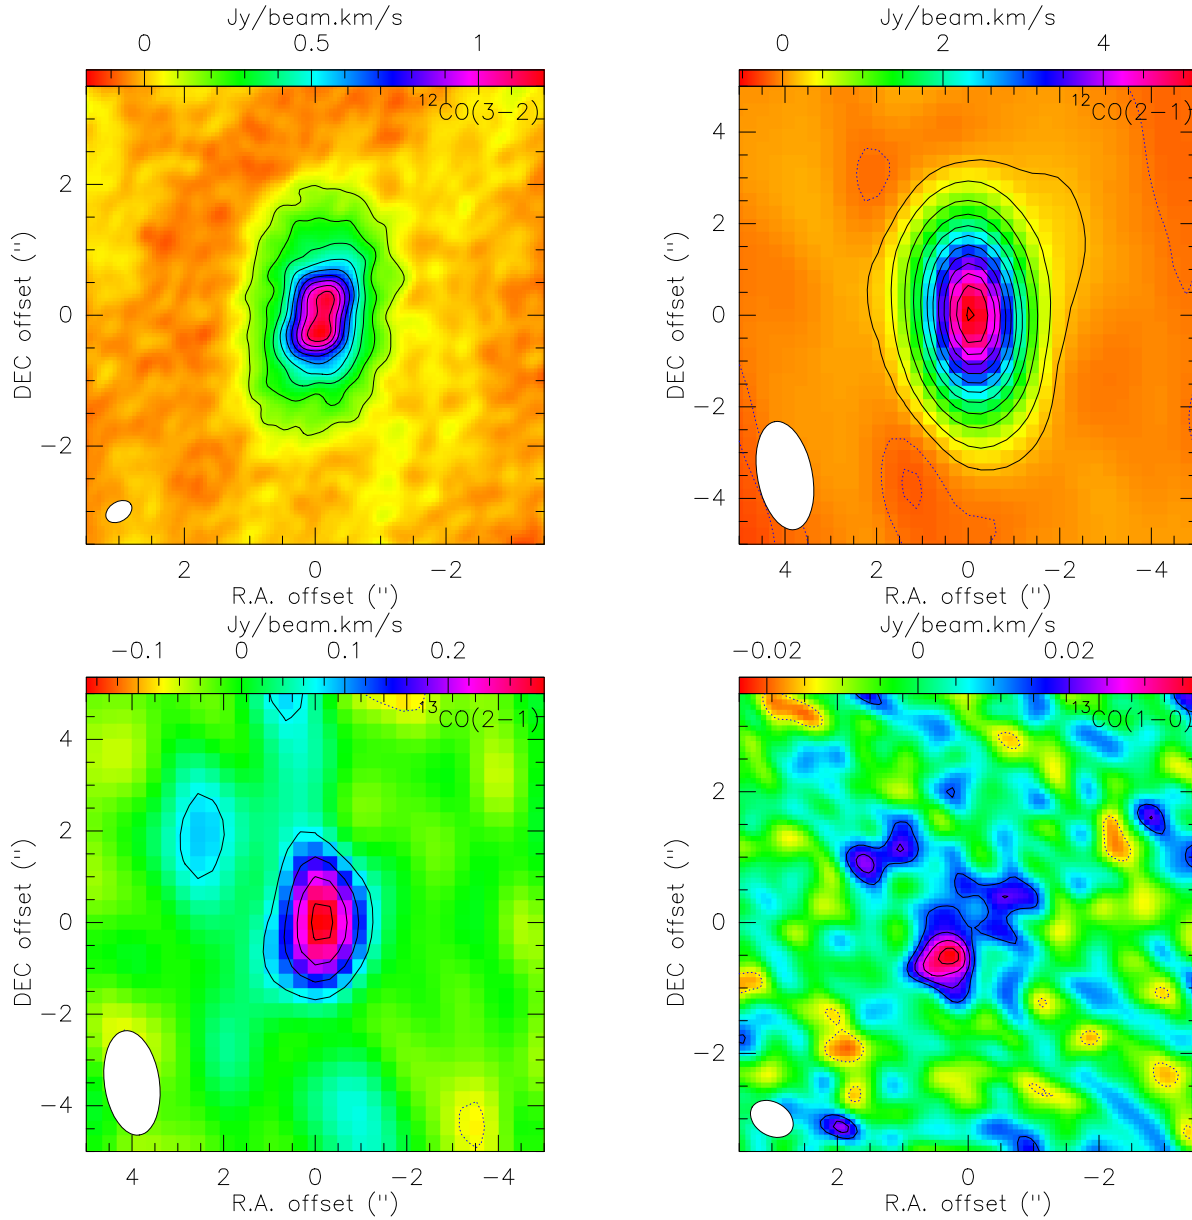 Jy/beam.km/s Jy/beam.km/s
0 0.5 1 0 2 4
¹²CO(3−2) ¹²CO(2−1)
DEC offset (") DEC offset (")
2 0 −2 4 2 0 −2 −4
2 0 −2 4 2 0 −2 −4
R.A. offset (") R.A. offset (")
Jy/beam.km/s Jy/beam.km/s
−0.1 0 0.1 0.2 −0.02 0 0.02
¹³CO(2−1) ¹³CO(1−0)
DEC offset (") DEC offset (")
4 2 0 −2 −4 2 0 −2
4 2 0 −2 −4 2 0 −2
R.A. offset (") R.A. offset (")